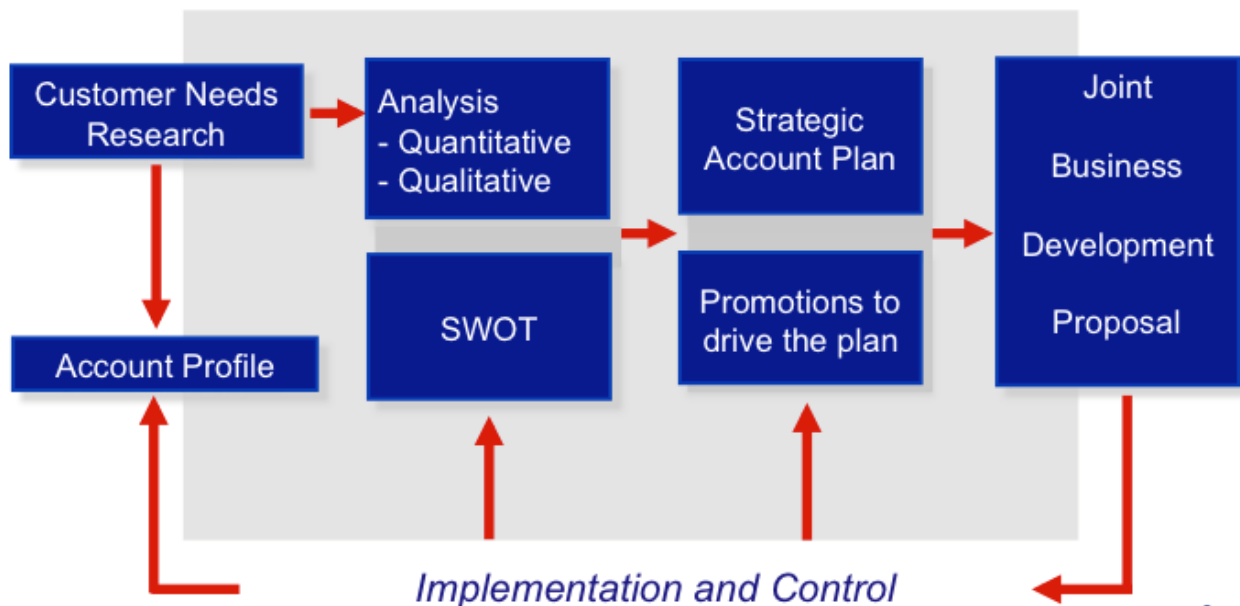 Customer Needs
Research
Account Profile
Analysis
- Quantitative
- Qualitative
SWOT
Strategic
Account Plan
Promotions to
drive the plan
Joint
Business
Development
Proposal
Implementation and Control